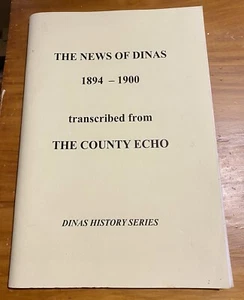 THE NEWS OF DINAS
1894 – 1900
transcribed from
THE COUNTY ECHO
DINAS HISTORY SERIES